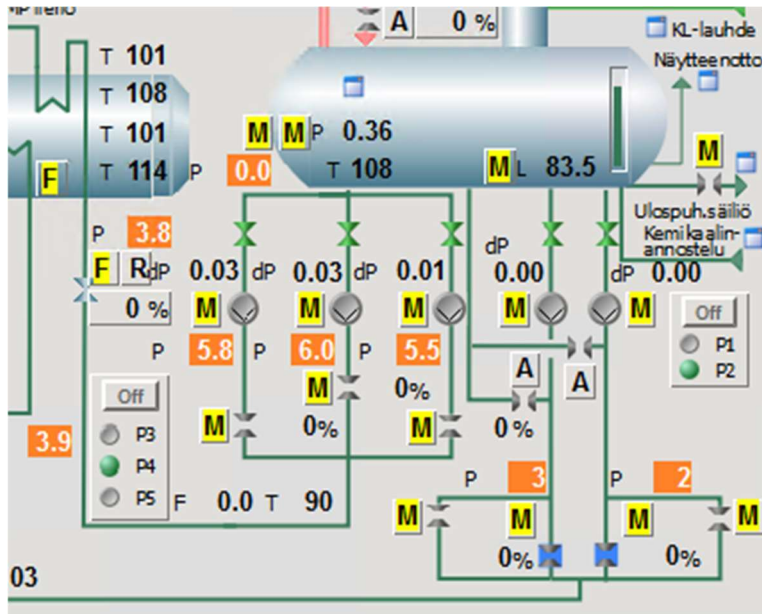 A 0 %
KL-lauhde
T 101
Näytteenotto
T 108
T 101
M M P 0.36
M
F T 114 P 0.0 T 108 M L 83.5
Ulospuh.säiliö
P 3.8
Kemikaalin-
annostelu
dP
F R dP 0.03 dP 0.03 dP 0.01 0.00 dP 0.00
0 % M M M M M Off
P1
P 5.8 P 6.0 P 5.5
P2
A A
M 0%
Off
M 0% M 0 %
3.9 P3
P4
P 3 P 2
P5 F 0.0 T 90
M M M M
0% 0%
03